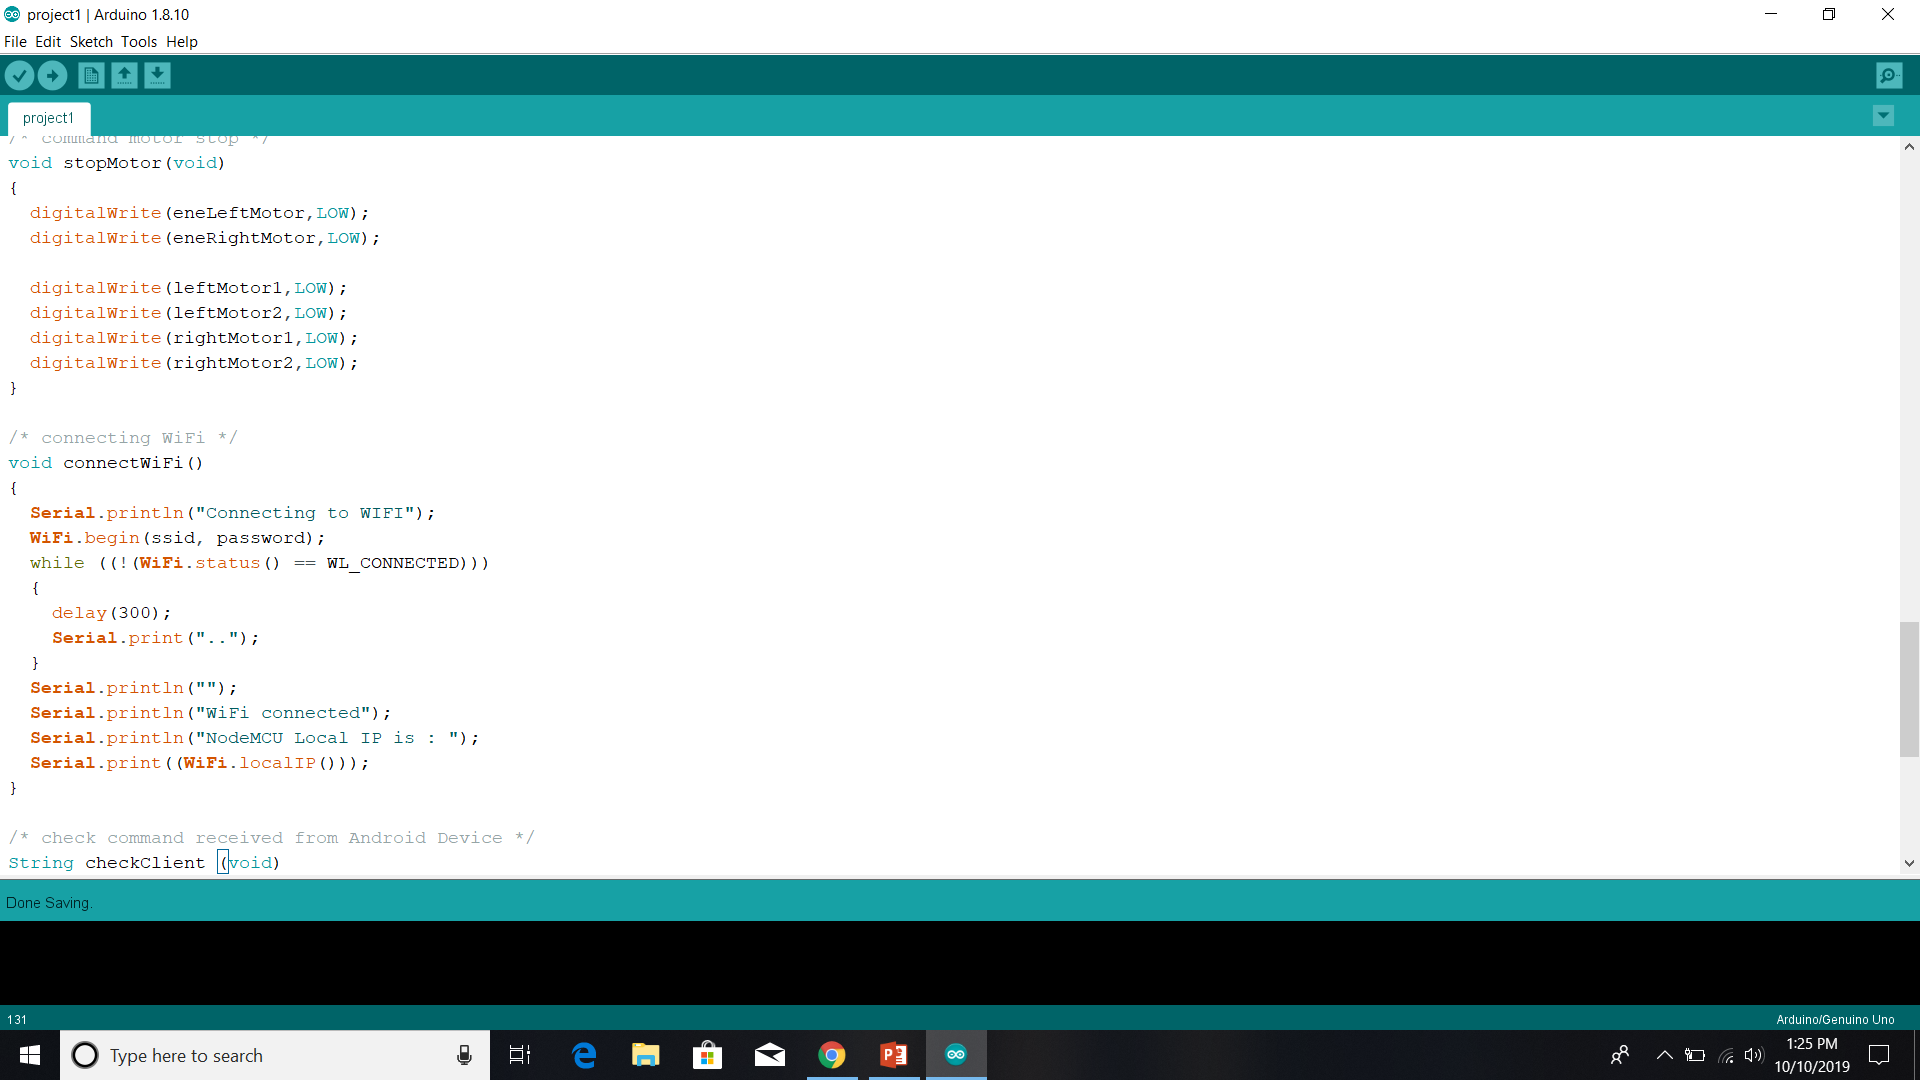 project1 | Arduino 1.8.10
File Edit Sketch Tools Help
project1
/* command motor stop */
void stopMotor(void)
{
digitalWrite(eneLeftMotor,LOW);
digitalWrite(eneRightMotor,LOW);
digitalWrite(leftMotor1,LOW);
digitalWrite(leftMotor2,LOW);
digitalWrite(rightMotor1,LOW);
digitalWrite(rightMotor2,LOW);
}
/* connecting WiFi */
void connectWiFi()
{
Serial.println("Connecting to WIFI");
WiFi.begin(ssid, password);
while ((!(WiFi.status() == WL_CONNECTED)))
{
delay(300);
Serial.print("..");
}
Serial.println("");
Serial.println("WiFi connected");
Serial.println("NodeMCU Local IP is : ");
Serial.print((WiFi.localIP()));
}
/* check command received from Android Device */
String checkClient (void)
Done Saving.
131
Arduino/Genuino Uno
Type here to search
1:25 PM
10/10/2019